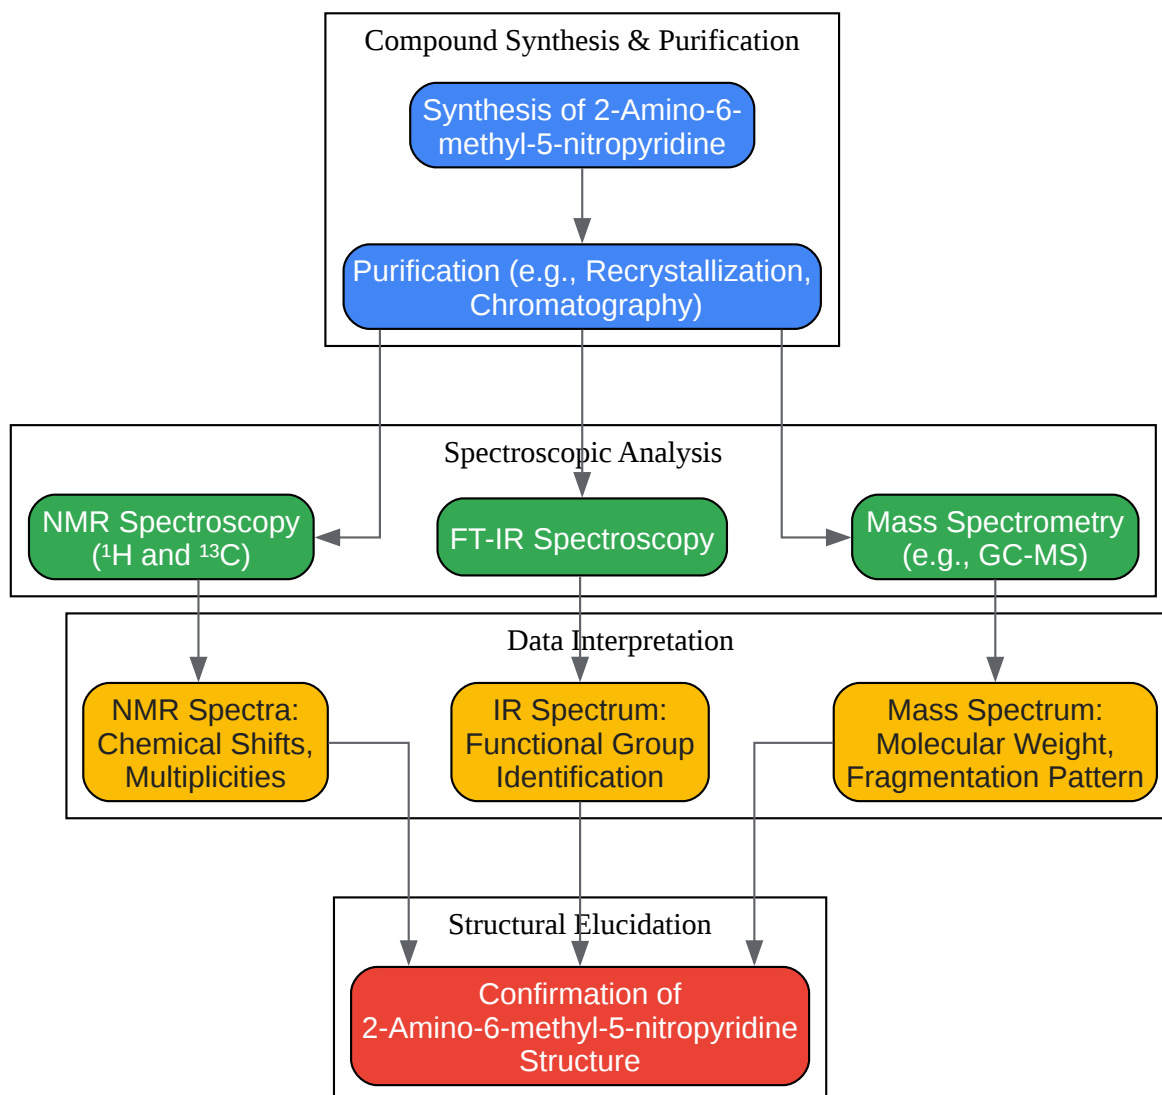 Compound Synthesis & Purification
Synthesis of 2-Amino-6-
methyl-5-nitropyridine
Purification (e.g., Recrystallization,
Chromatography)
Spectroscopic Analysis
NMR Spectroscopy
(¹H and ¹³C)
FT-IR Spectroscopy
Mass Spectrometry
(e.g., GC-MS)
Data Interpretation
NMR Spectra:
Chemical Shifts,
Multiplicities
IR Spectrum:
Functional Group
Identification
Mass Spectrum:
Molecular Weight,
Fragmentation Pattern
Structural Elucidation
Confirmation of
2-Amino-6-methyl-5-nitropyridine
Structure